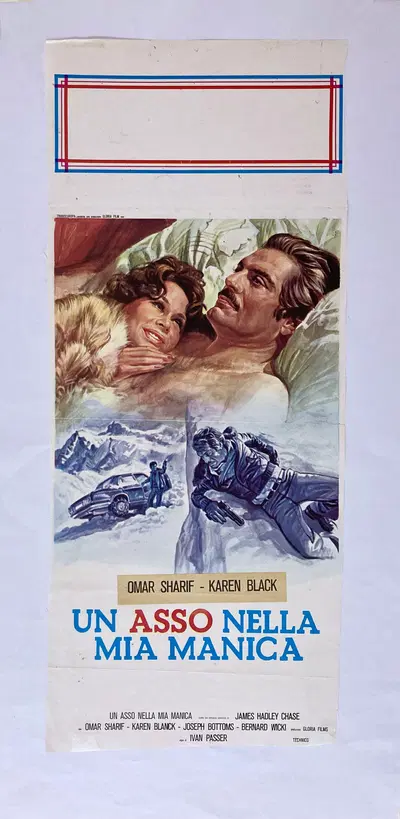 OMAR SHARIF - KAREN BLACK
UN ASSO NELLA
MIA MANICA
UN ASSO NELLA MIA MANICA JAMES HADLEY CHASE
OMAR SHARIF - KAREN BLANCK - JOSEPH BOTTOMS - BERNARD WICKI GLORIA FILMS
IVAN PASSER TECHNICO